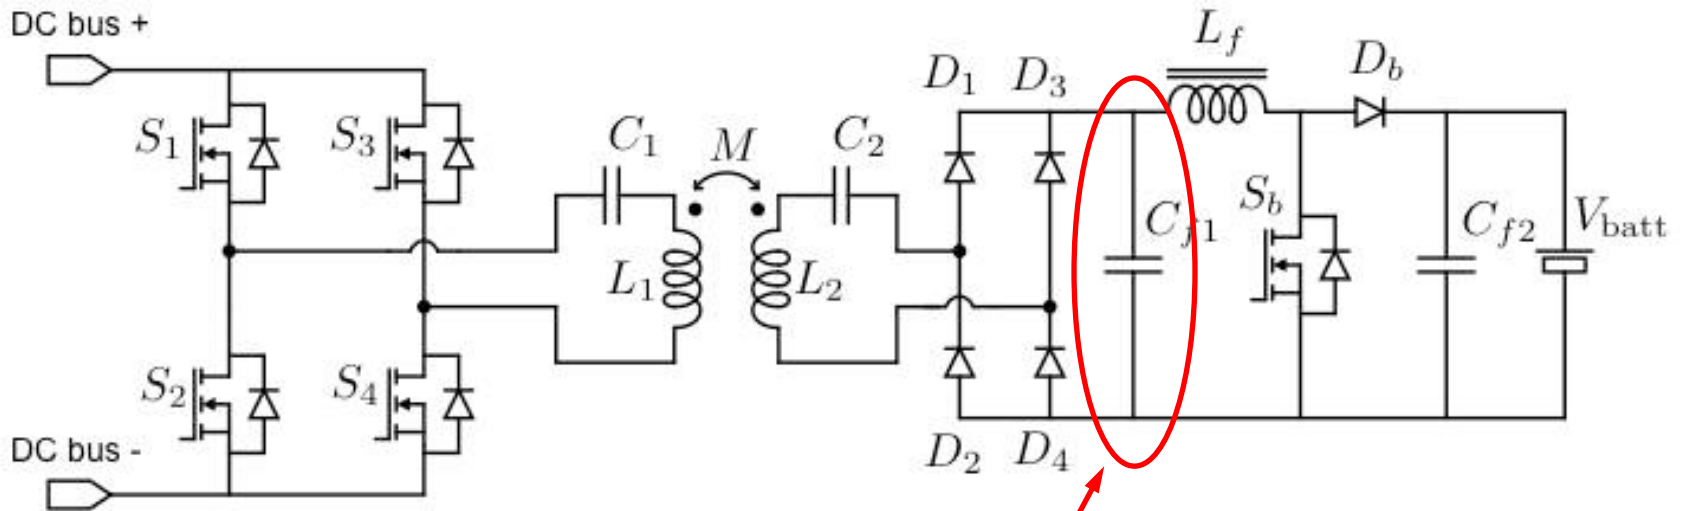 DC bus +
S1
S3
C1
M
C2
L1
L2
D1
D3
Lf
Db
Cf1
Sb
Cf2
Vbatt
S2
S4
DC bus -
D2
D4